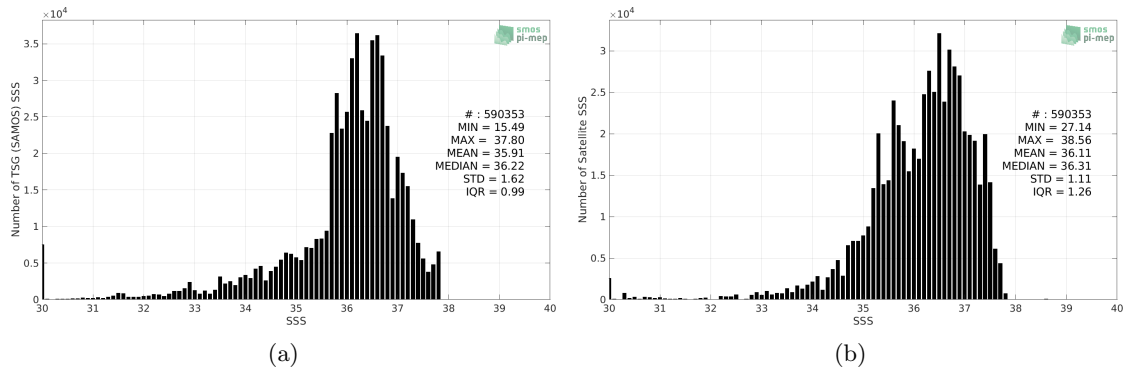 ×10⁴
smos
pi-mep
Number of TSG (SAMOS) SSS
3.5
3
2.5
2
1.5
1
0.5
0
# : 590353
MIN = 15.49
MAX = 37.80
MEAN = 35.91
MEDIAN = 36.22
STD = 1.62
IQR = 0.99
30 31 32 33 34 35 36 37 38 39 40
SSS
(a)
×10⁴
smos
pi-mep
Number of Satellite SSS
3
2.5
2
1.5
1
0.5
0
# : 590353
MIN = 27.14
MAX = 38.56
MEAN = 36.11
MEDIAN = 36.31
STD = 1.11
IQR = 1.26
30 31 32 33 34 35 36 37 38 39 40
SSS
(b)